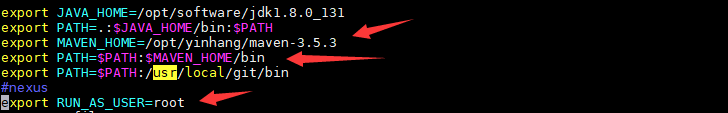 export JAVA_HOME=/opt/software/jdk1.8.0_131
export PATH=.:$JAVA_HOME/bin:$PATH
export MAVEN_HOME=/opt/yinhang/maven-3.5.3
export PATH=$PATH:$MAVEN_HOME/bin
export PATH=$PATH:/usr/local/git/bin
#nexus
export RUN_AS_USER=root